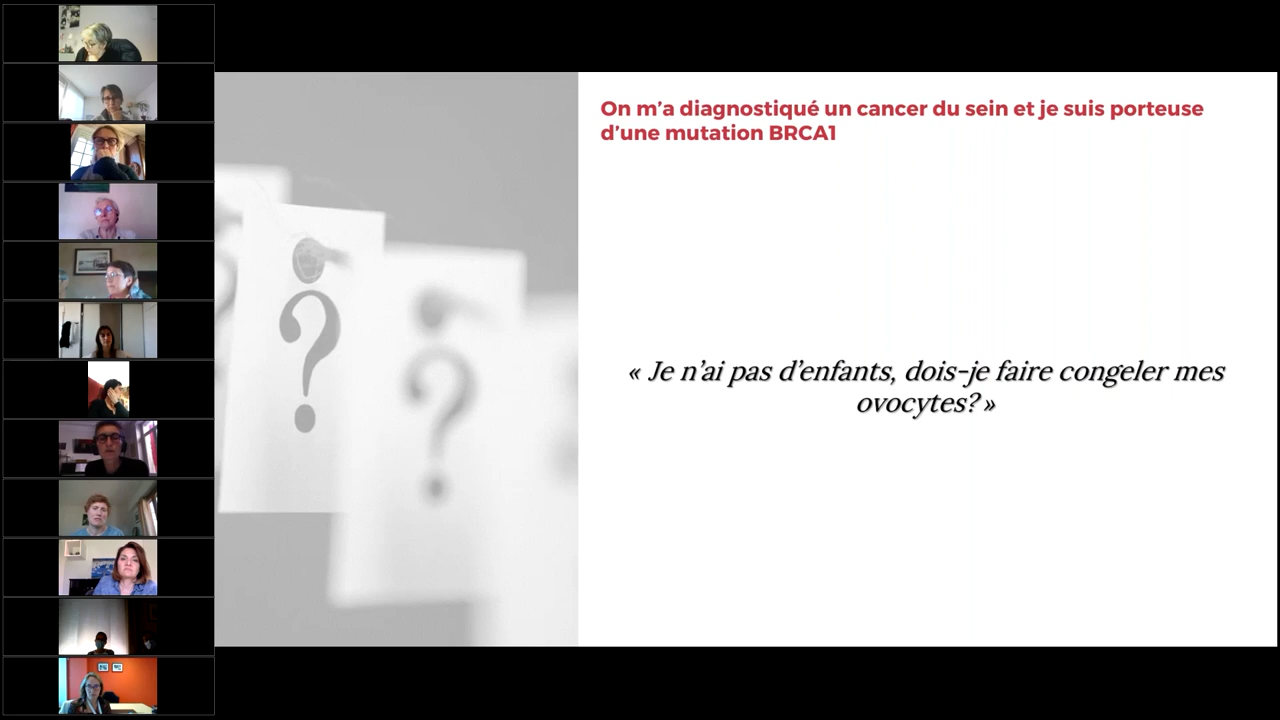 On m’a diagnostiqué un cancer du sein et je suis porteuse
d’une mutation BRCA1
?
?
« Je n’ai pas d’enfants, dois-je faire congeler mes
ovocytes? »